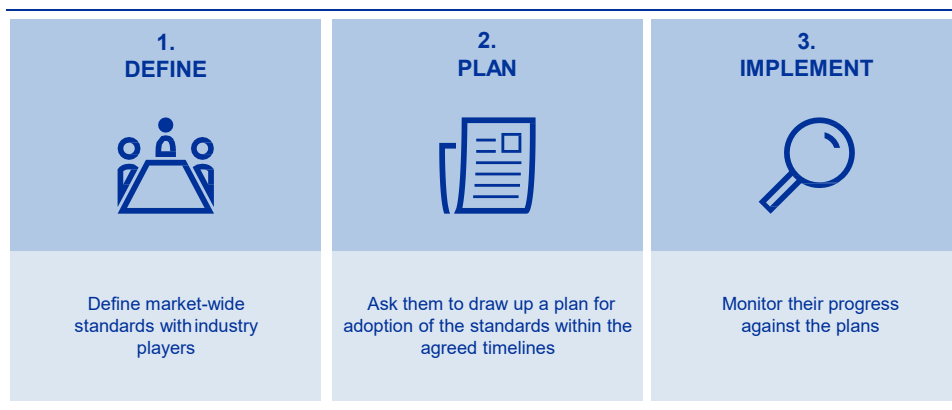 1.
DEFINE
Define market-wide
standards with industry
players
2.
PLAN
Ask them to draw up a plan for
adoption of the standards within the
agreed timelines
3.
IMPLEMENT
Monitor their progress
against the plans